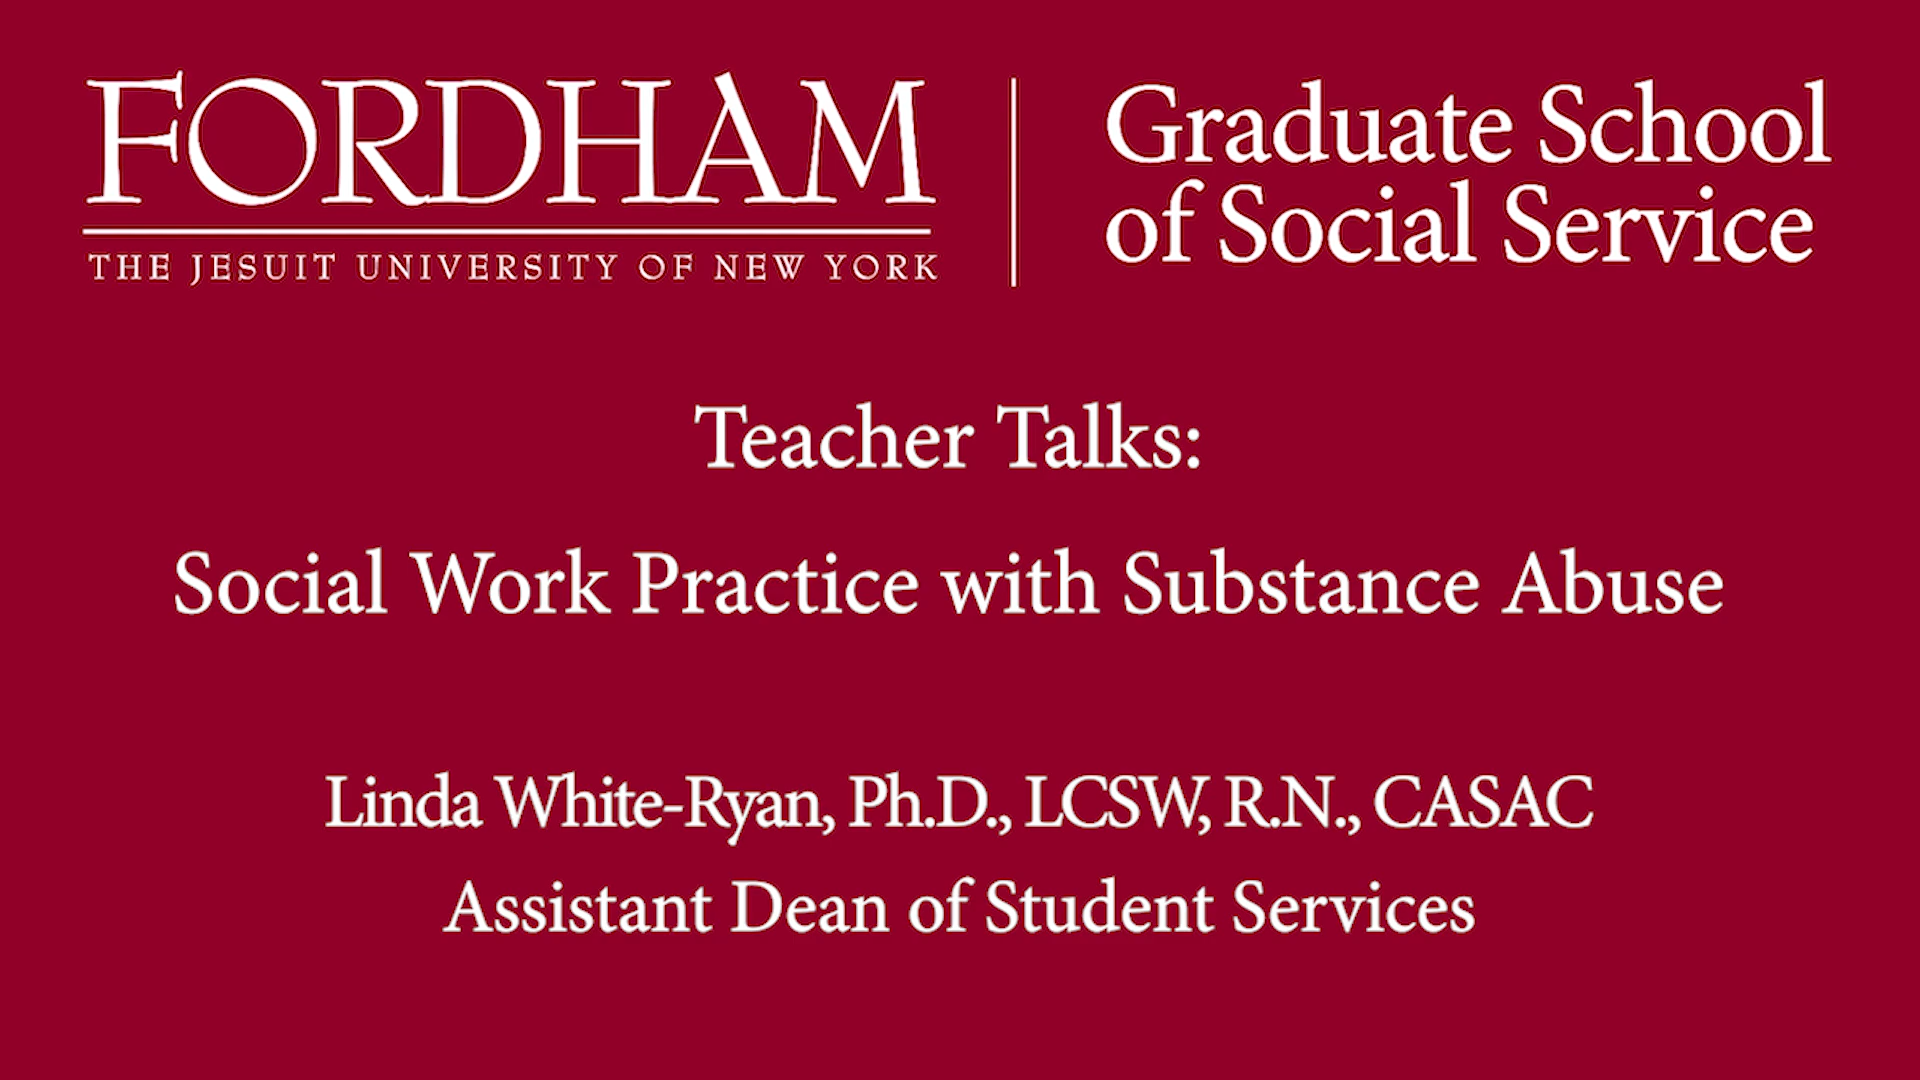 FORDHAM
THE JESUIT UNIVERSITY OF NEW YORK
Graduate School
of Social Service
Teacher Talks:
Social Work Practice with Substance Abuse
Linda White-Ryan, Ph.D., LCSW, R.N., CASAC
Assistant Dean of Student Services